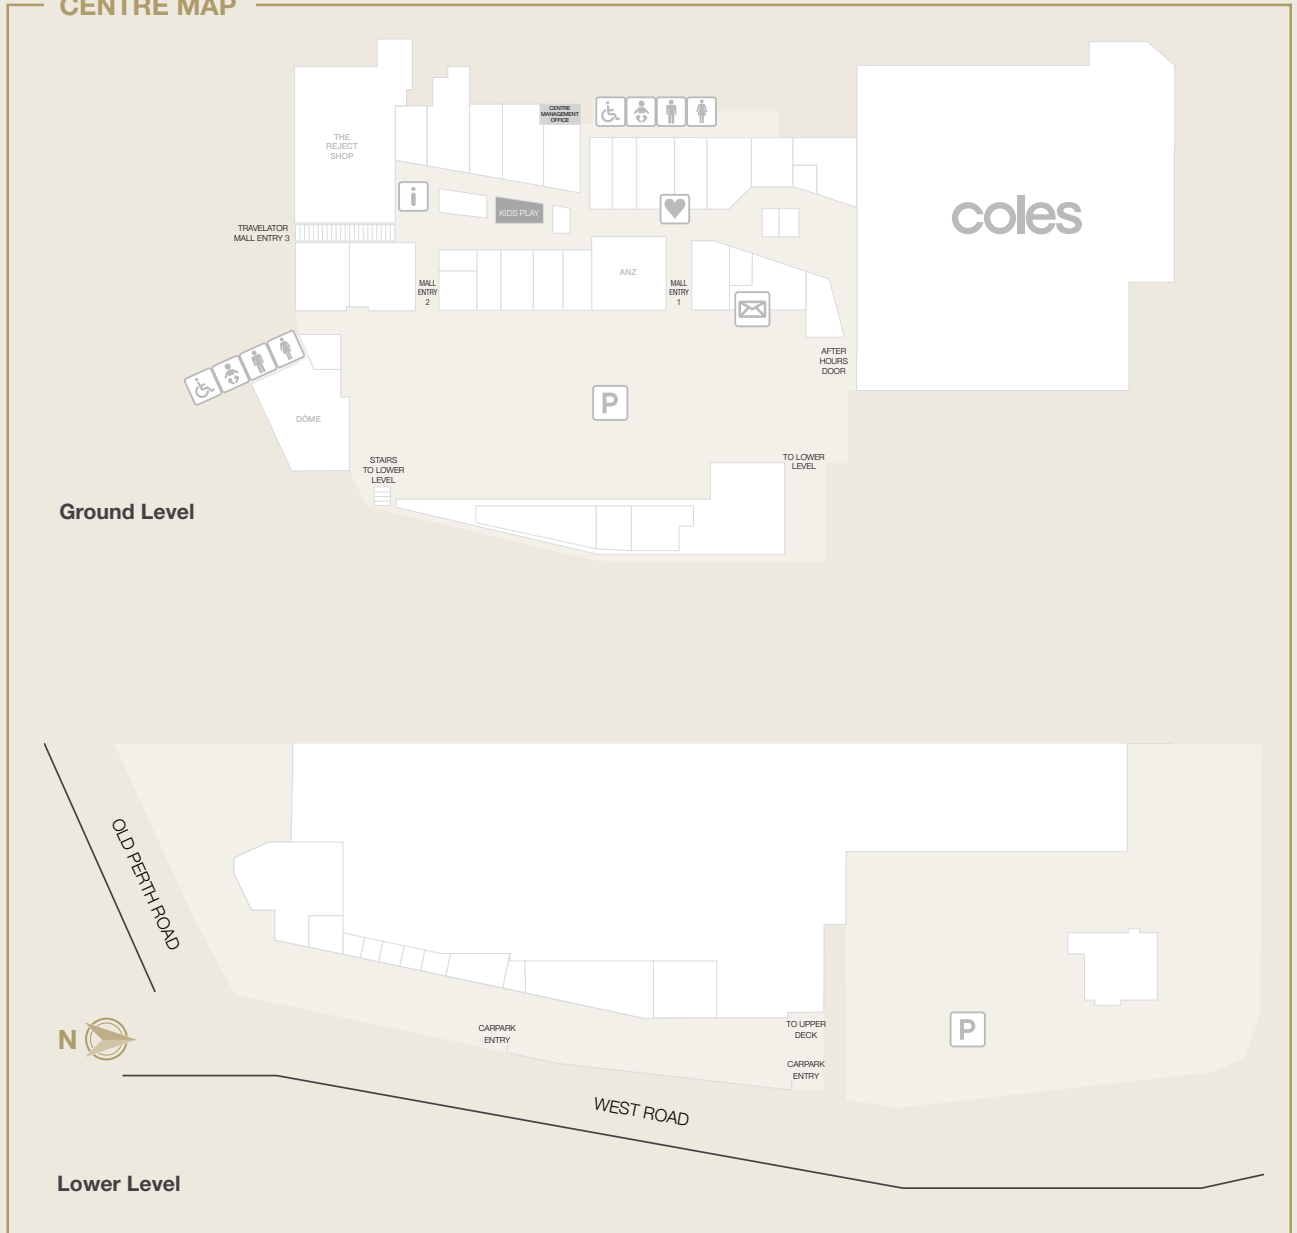 CENTRE MAP
CENTRE
MANAGEMENT
OFFICE
THE
REJECT
SHOP
i
KIDS PLAY
coles
TRAVELATOR
MALL ENTRY 3
MALL
ENTRY
2
ANZ
MALL
ENTRY
1
AFTER
HOURS
DOOR
P
DÔME
STAIRS
TO LOWER
LEVEL
TO LOWER
LEVEL
Ground Level
OLD PERTH ROAD
N
CARPARK
ENTRY
TO UPPER
DECK
P
CARPARK
ENTRY
WEST ROAD
Lower Level